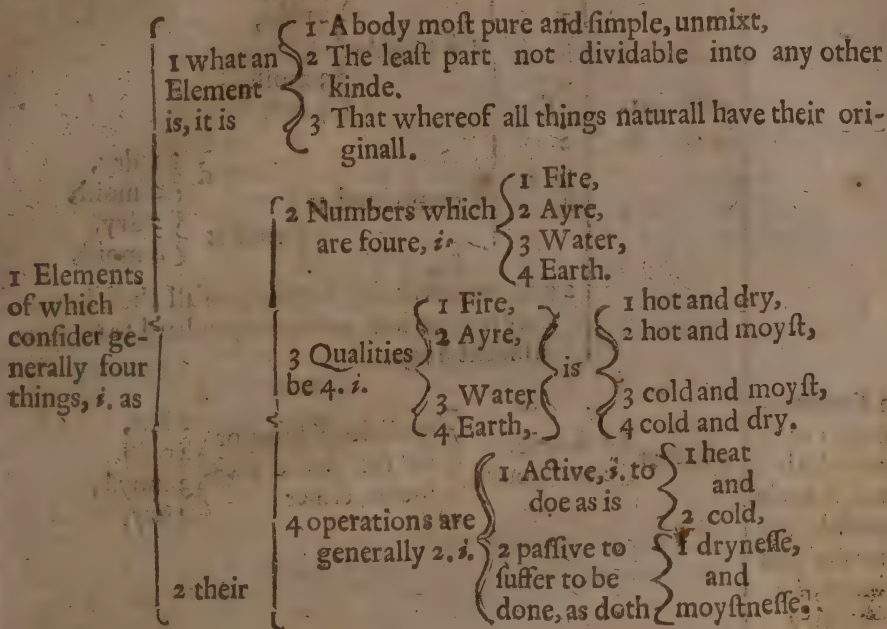 1 Elements
of which
conſider ge-
nerally four
things, i. as
1 what an
Element
is, it is
1 A body moſt pure and ſimple, unmixt,
2 The leaſt part not dividable into any other
kinde.
3 That whereof all things naturall have their ori-
ginall.
2 their
2 Numbers which
are foure, i.
1 Fire,
2 Ayre,
3 Water,
4 Earth.
3 Qualities
be 4. i.
1 Fire,
2 Ayre,
3 Water
4 Earth,
is
1 hot and dry,
2 hot and moyſt,
3 cold and moyſt,
4 cold and dry.
4 operations are
generally 2. i.
1 Active, i. to
doe as is
1 heat
and
2 cold,
2 paſſive to
ſuffer to be
done, as doth
1 dryneſſe,
and
moyſtneſſe.